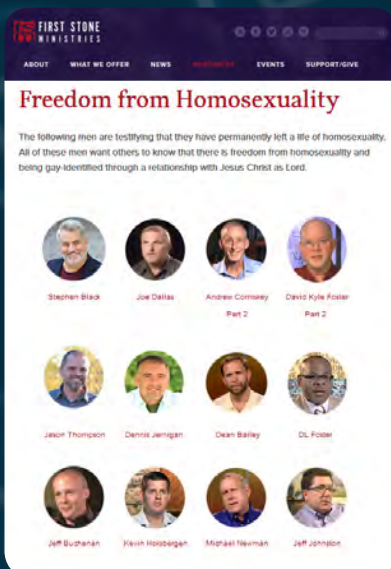 FIRST STONE
MINISTRIES
ABOUT WHAT WE OFFER NEWS RESOURCES EVENTS SUPPORT/GIVE
Freedom from Homosexuality
The following men are testifying that they have permanently left a life of homosexuality.
All of these men want others to know that there is freedom from homosexuality and
being gay-identified through a relationship with Jesus Christ as Lord.
Stephen Black Joe Dallas Andrew Comiskey David Kyle Foster
Part 2 Part 2
Jason Thompson Dennis Jernigan Dean Bailey DL Foster
Jeff Buchanan Kevin Holsbergen Michael Newman Jeff Johnston